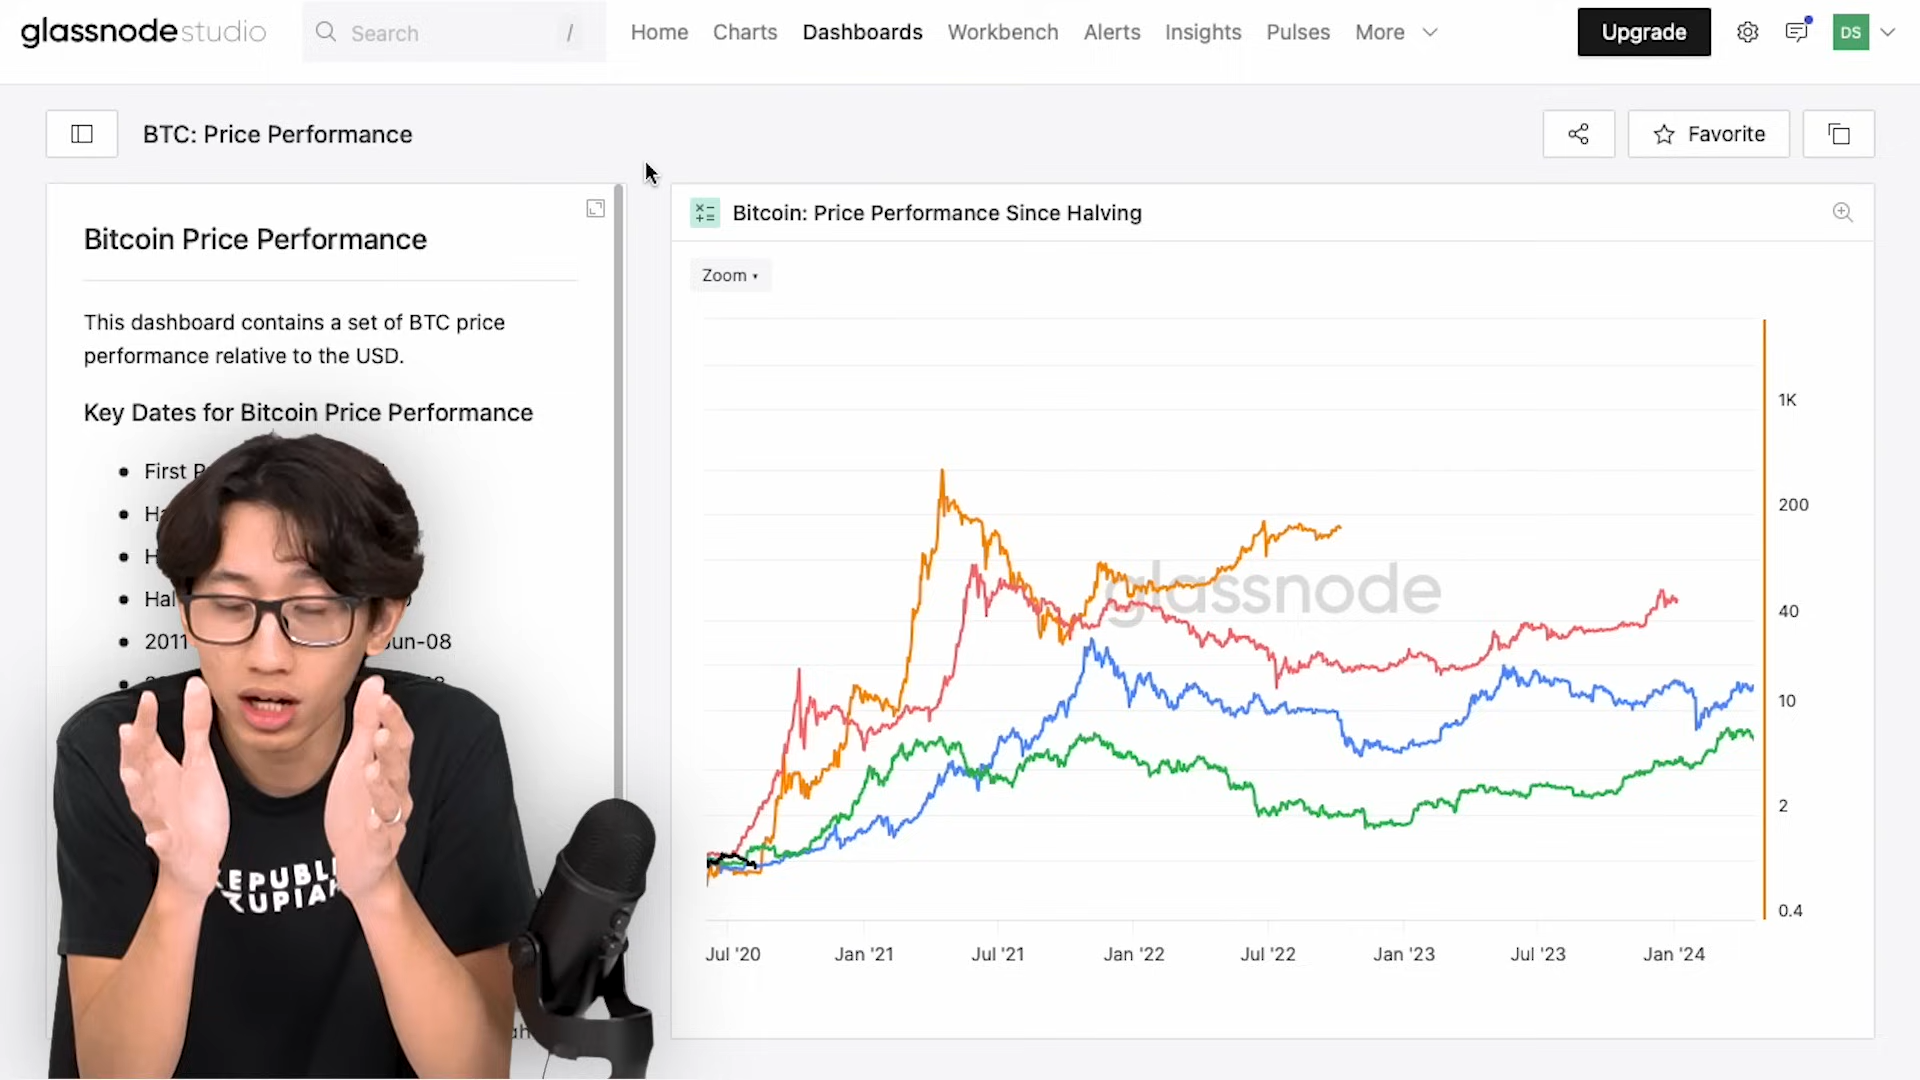 glassnode studio
Search /
Home Charts Dashboards Workbench Alerts Insights Pulses More
Upgrade
DS
BTC: Price Performance
Favorite
Bitcoin Price Performance
This dashboard contains a set of BTC price
performance relative to the USD.
Key Dates for Bitcoin Price Performance
First
2011
Bitcoin: Price Performance Since Halving
Zoom
glassnode
1K
200
40
10
2
0.4
Jul '20 Jan '21 Jul '21 Jan '22 Jul '22 Jan '23 Jul '23 Jan '24